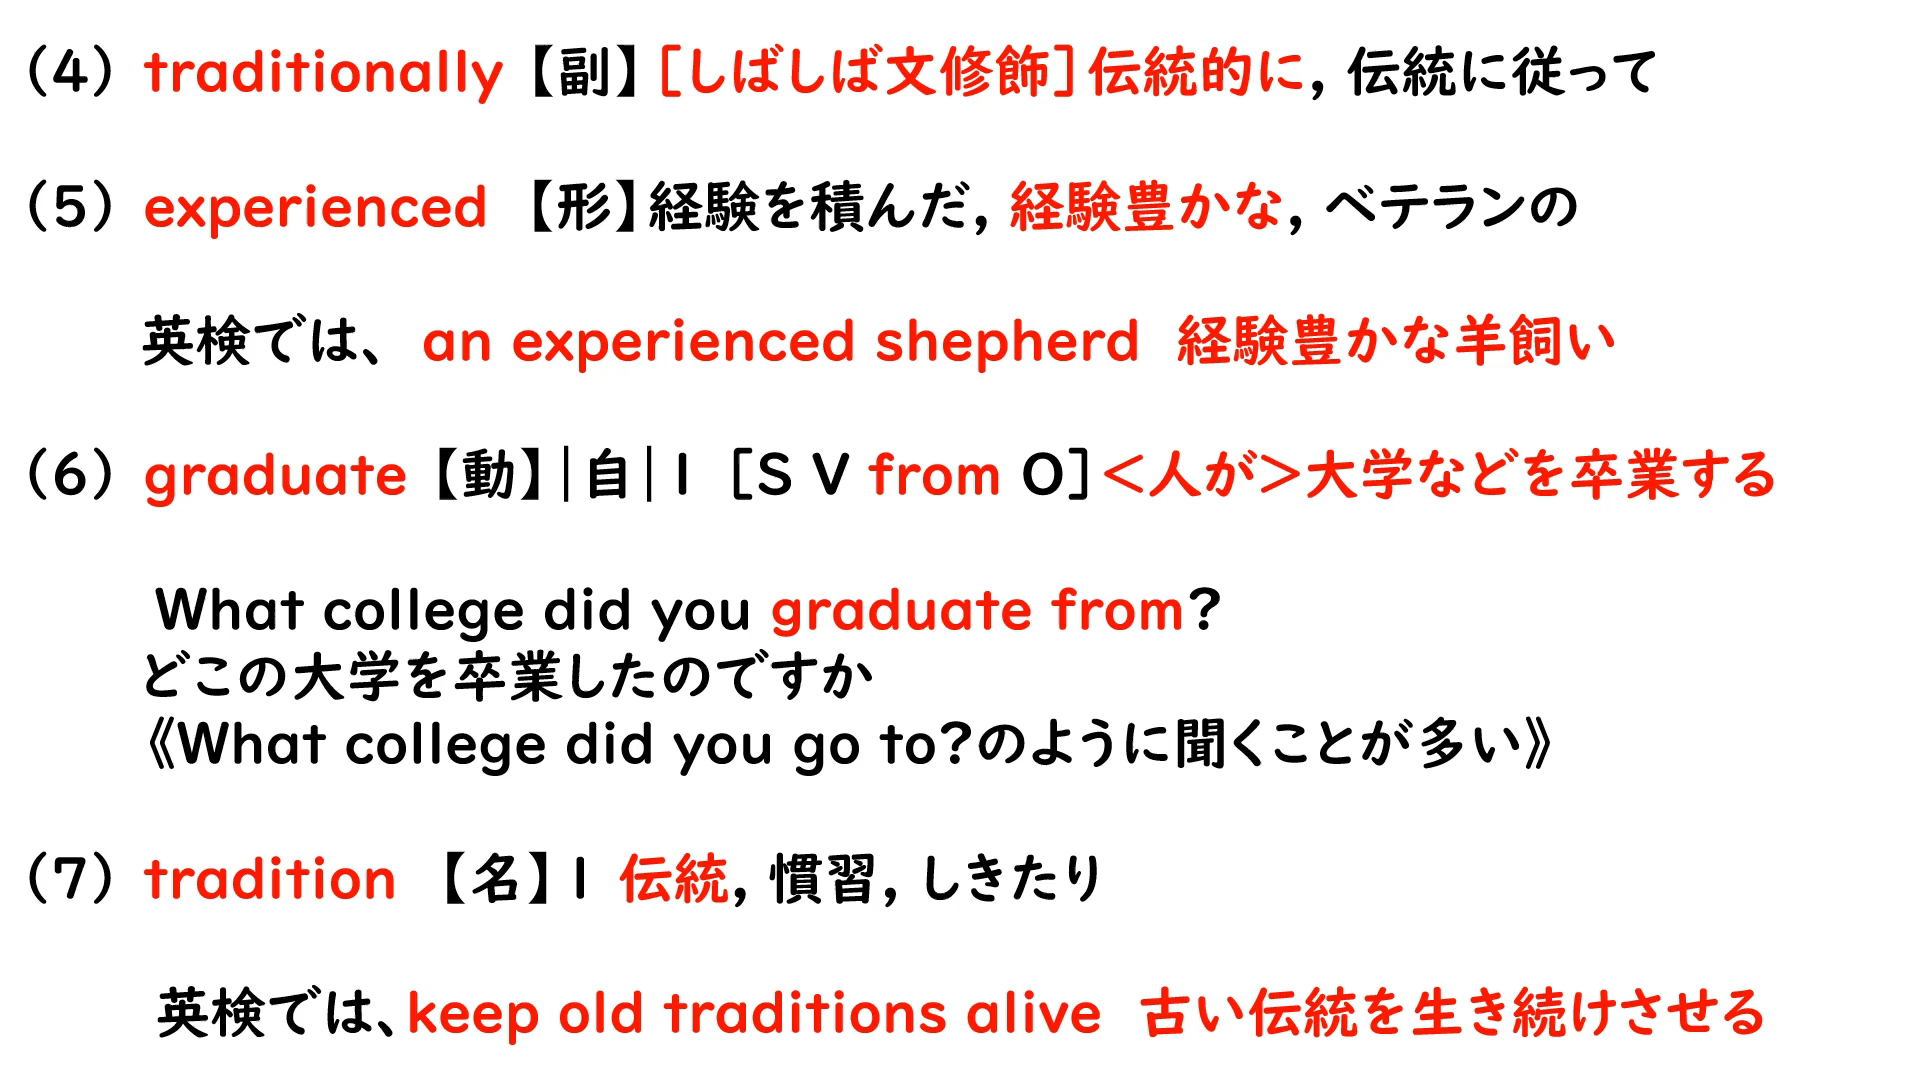 (4) traditionally 【副】 [しばしば文修飾]伝統的に, 伝統に従って
(5) experienced 【形】経験を積んだ, 経験豊かな, ベテランの
英検では、 an experienced shepherd 経験豊かな羊飼い
(6) graduate 【動】|自|1 [S V from O]<人が>大学などを卒業する
What college did you graduate from?
どこの大学を卒業したのですか
《What college did you go to?のように聞くことが多い》
(7) tradition 【名】1 伝統, 慣習, しきたり
英検では、keep old traditions alive 古い伝統を生き続けさせる